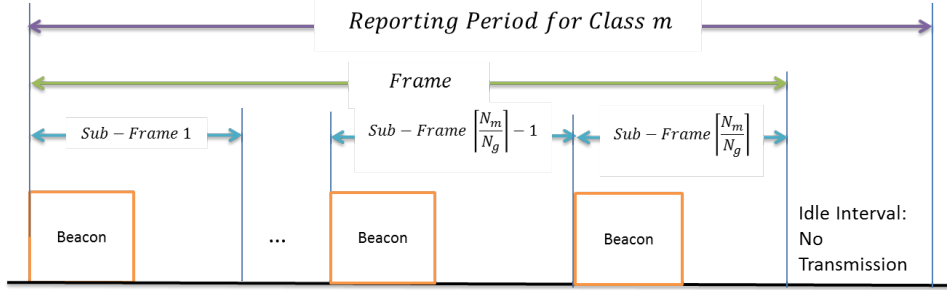 Reporting Period for Class m
Frame
Sub − Frame 1
Sub − Frame ⌈N_m/N_g⌉ − 1
Sub − Frame ⌈N_m/N_g⌉
Beacon
...
Beacon
Beacon
Idle Interval:
No
Transmission